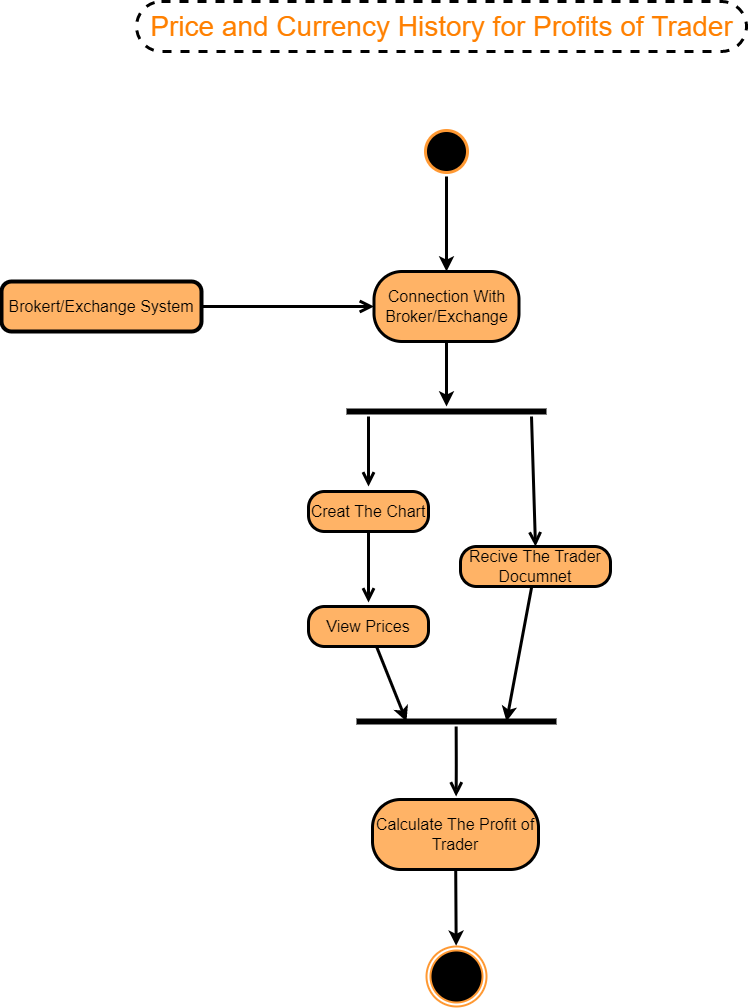 Price and Currency History for Profits of Trader
Connection With
Broker/Exchange
Brokert/Exchange System
Creat The Chart
Recive The Trader
Documnet
View Prices
Calculate The Profit of
Trader